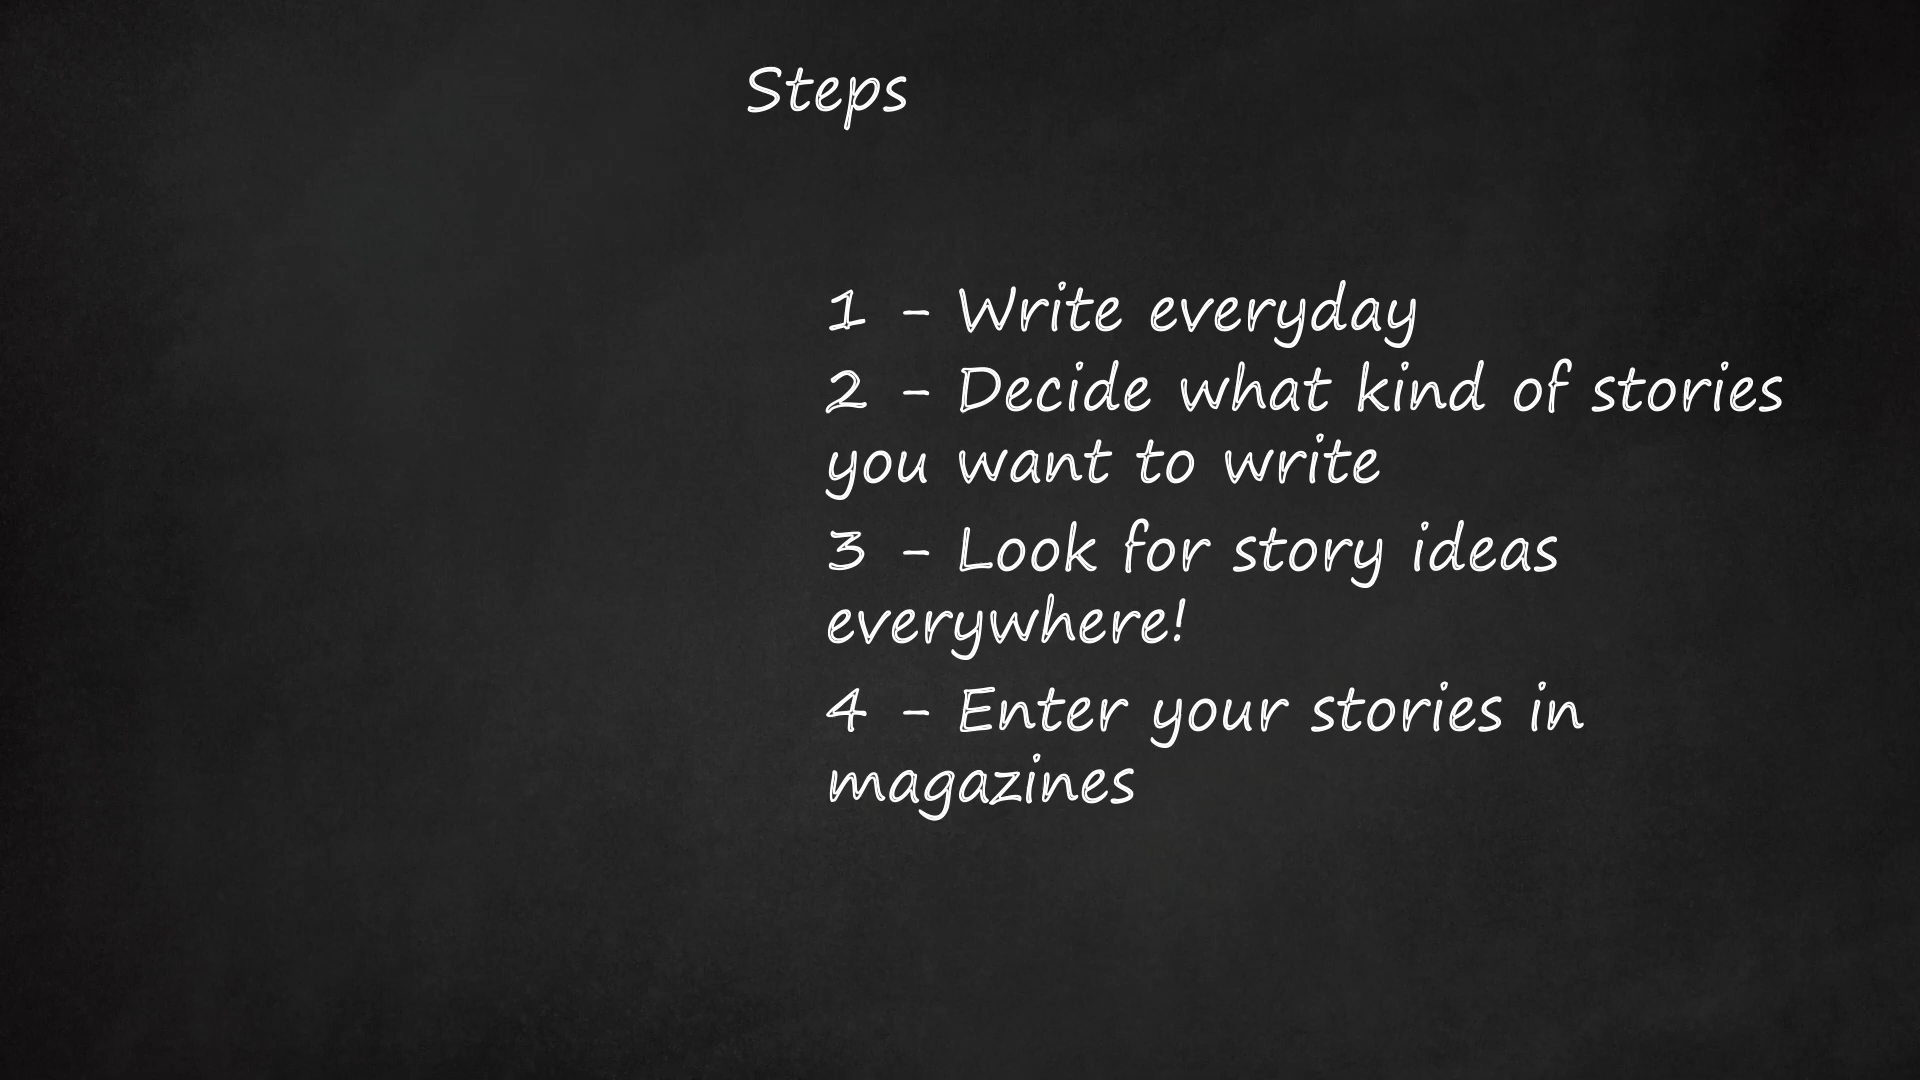 Steps
1 - Write everyday
2 - Decide what kind of stories
you want to write
3 - Look for story ideas
everywhere!
4 - Enter your stories in
magazines